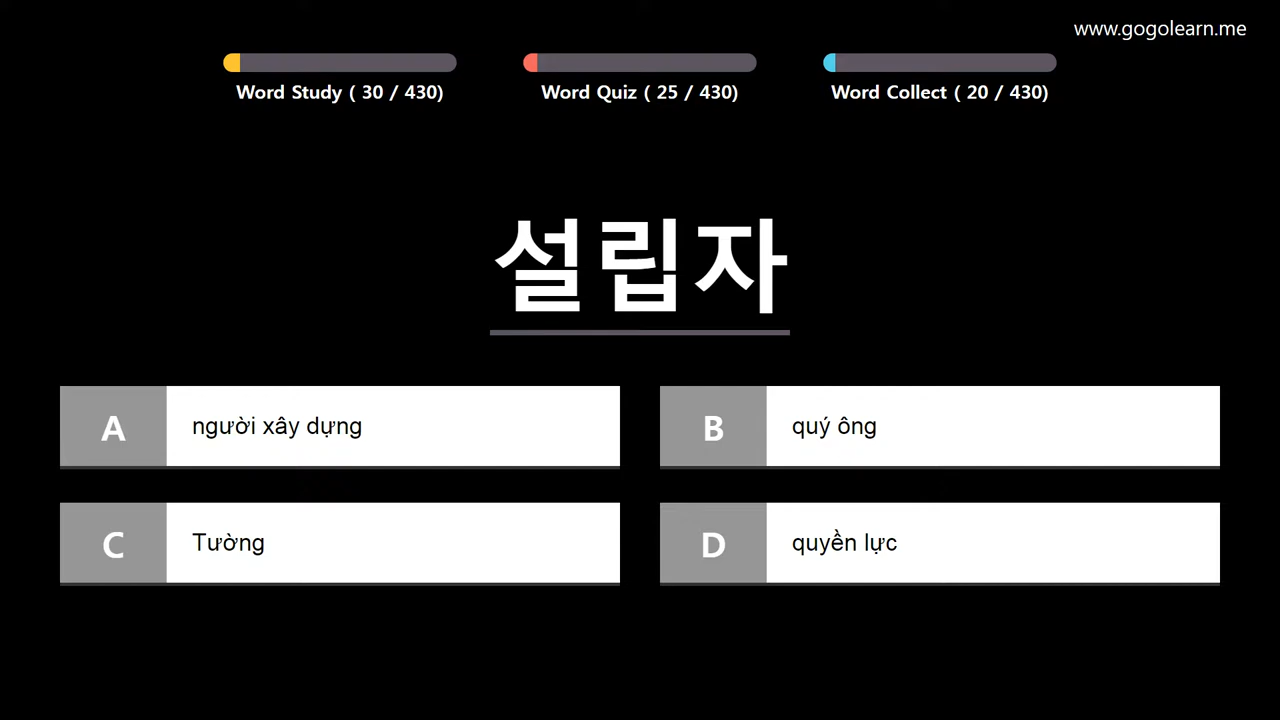 www.gogolearn.me
Word Study ( 30 / 430)
Word Quiz ( 25 / 430)
Word Collect ( 20 / 430)
설립자
A người xây dựng
B quý ông
C Tường
D quyền lực